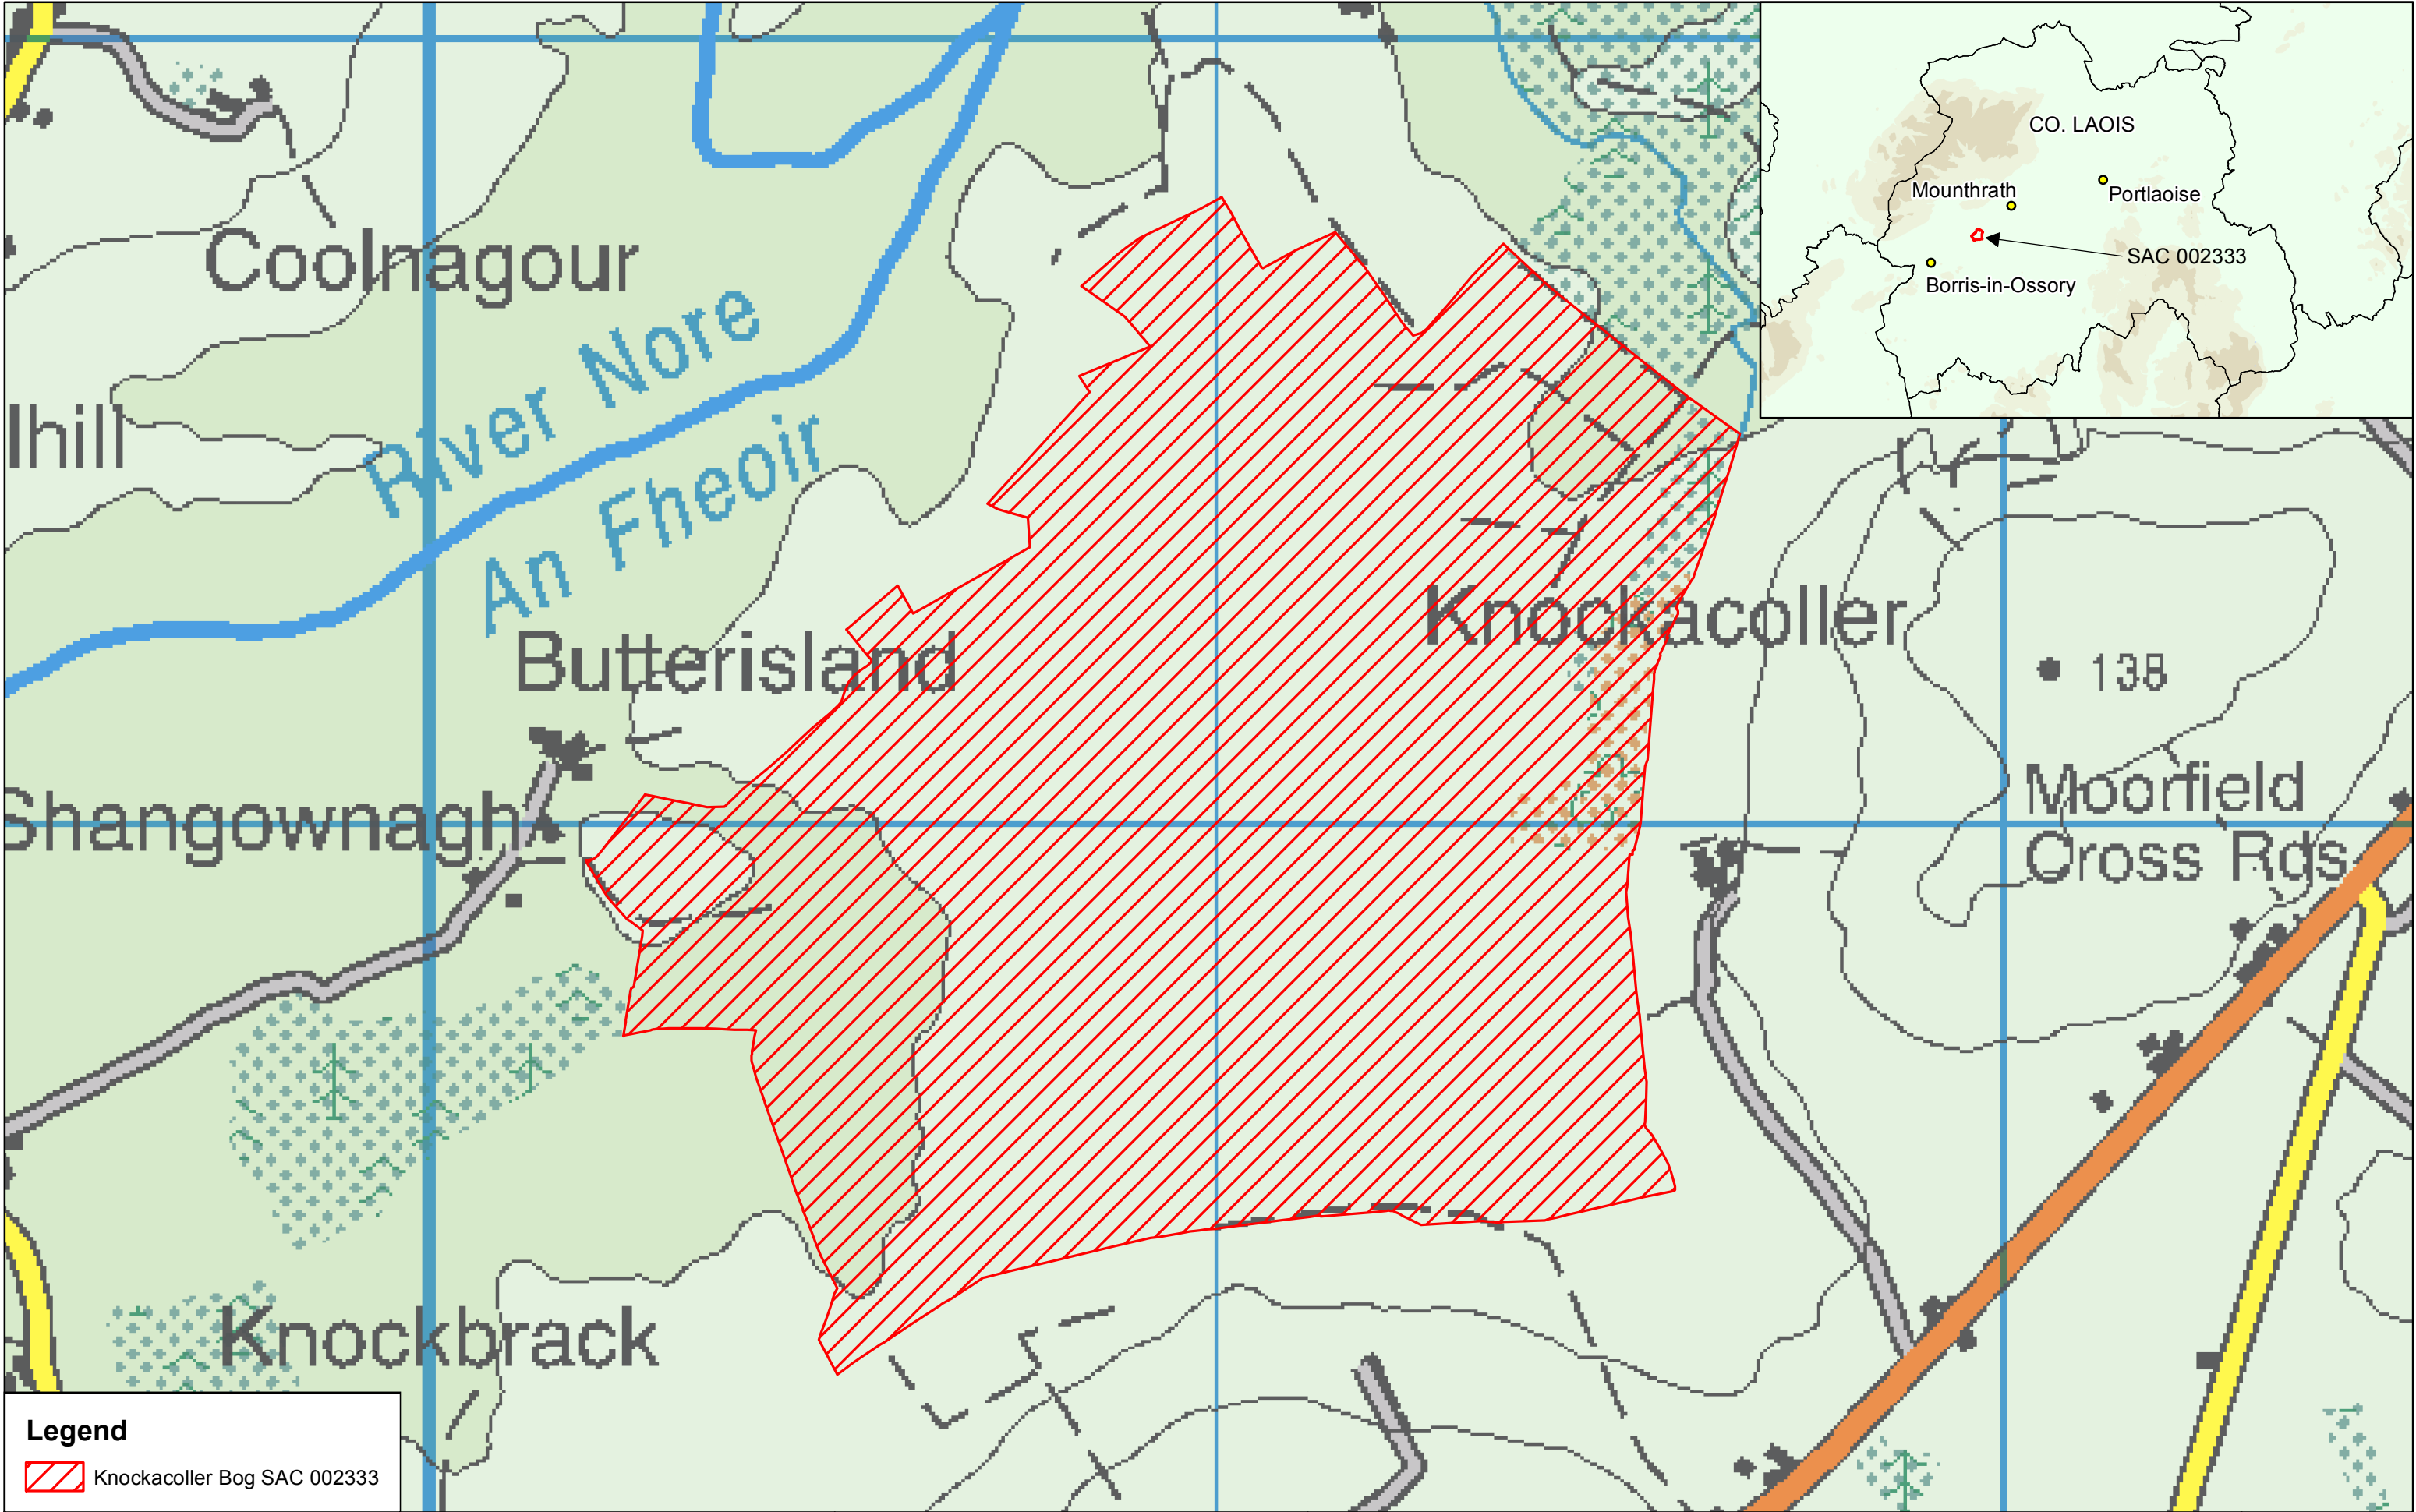 CO. LAOIS
Mounthrath
Portlaoise
SAC 002333
Borris-in-Ossory
Coolnagour
River Nore
An Fheoir
lhill
Butterisland
Knockacoller
138
Shangownagh
Moorfield
Cross Rds
Knockbrack
Legend
Knockacoller Bog SAC 002333